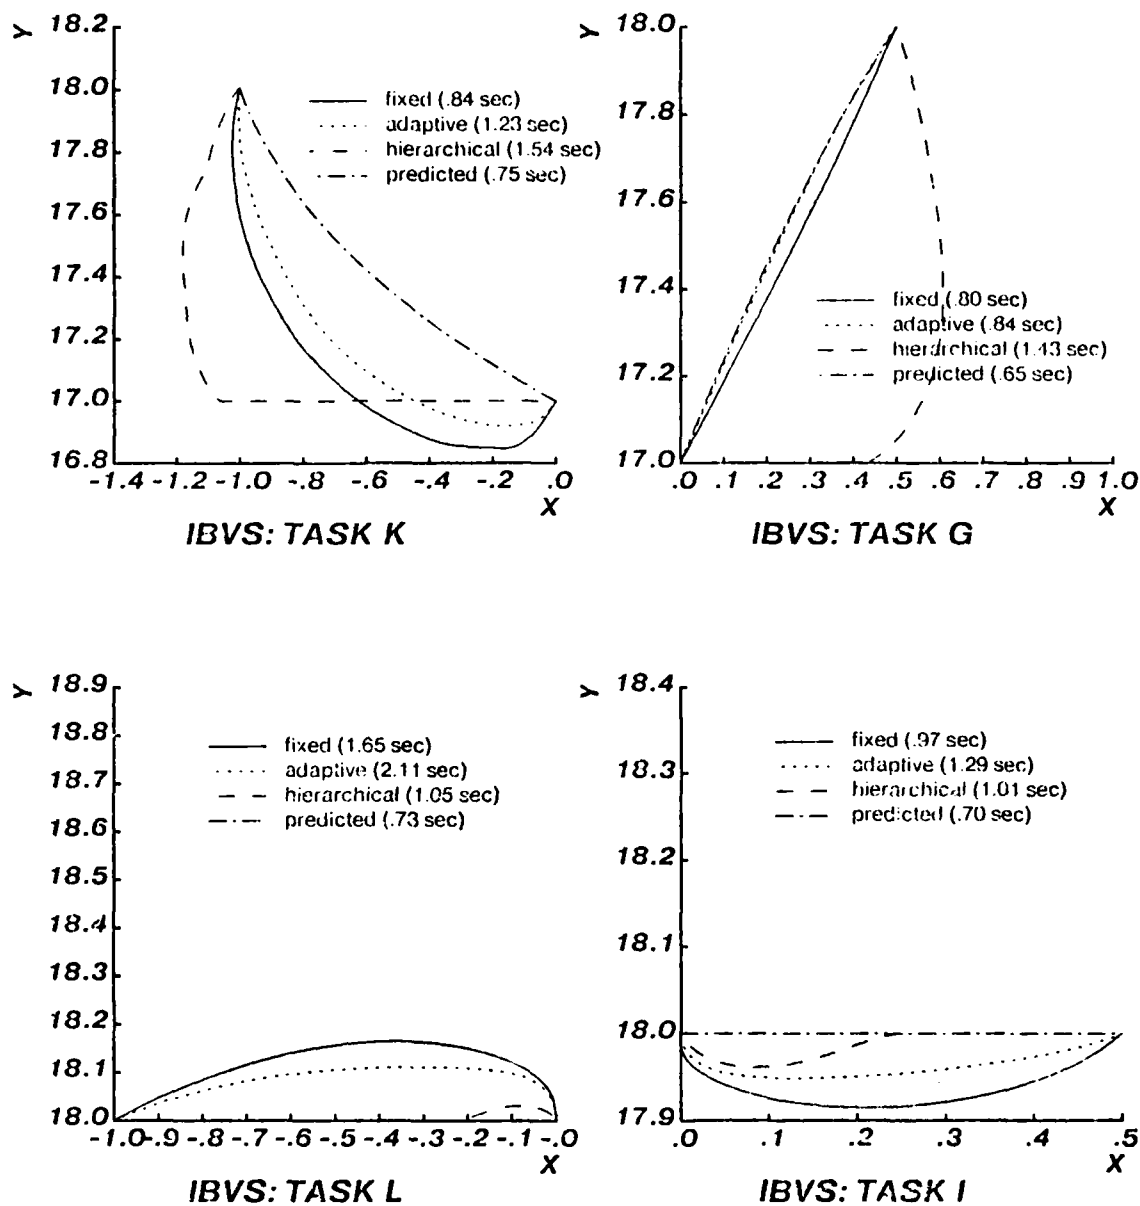 Y
18.2
18.0
17.8
17.6
17.4
17.2
17.0
16.8
fixed (.84 sec)
adaptive (1.23 sec)
hierarchical (1.54 sec)
predicted (.75 sec)
-1.4 -1.2 -1.0 -.8 -.6 -.4 -.2 .0
X
IBVS: TASK K
Y
18.0
17.8
17.6
17.4
17.2
17.0
fixed (.80 sec)
adaptive (.84 sec)
hierarchical (1.43 sec)
predicted (.65 sec)
.0 .1 .2 .3 .4 .5 .6 .7 .8 .9 1.0
X
IBVS: TASK G
Y
18.9
18.8
18.7
18.6
18.5
18.4
18.3
18.2
18.1
18.0
fixed (1.65 sec)
adaptive (2.11 sec)
hierarchical (1.05 sec)
predicted (.73 sec)
-1.0 -.9 -.8 -.7 -.6 -.5 -.4 -.3 -.2 -.1 -.0
X
IBVS: TASK L
Y
18.4
18.3
18.2
18.1
18.0
17.9
fixed (.97 sec)
adaptive (1.29 sec)
hierarchical (1.01 sec)
predicted (.70 sec)
.0 .1 .2 .3 .4 .5
X
IBVS: TASK I